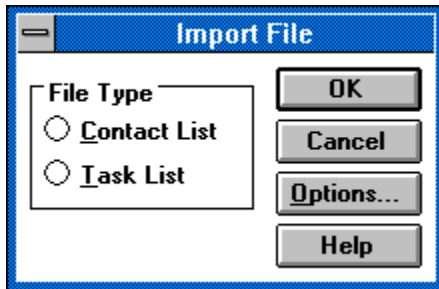 Import File
File Type
Contact List
Task List
OK
Cancel
Options...
Help